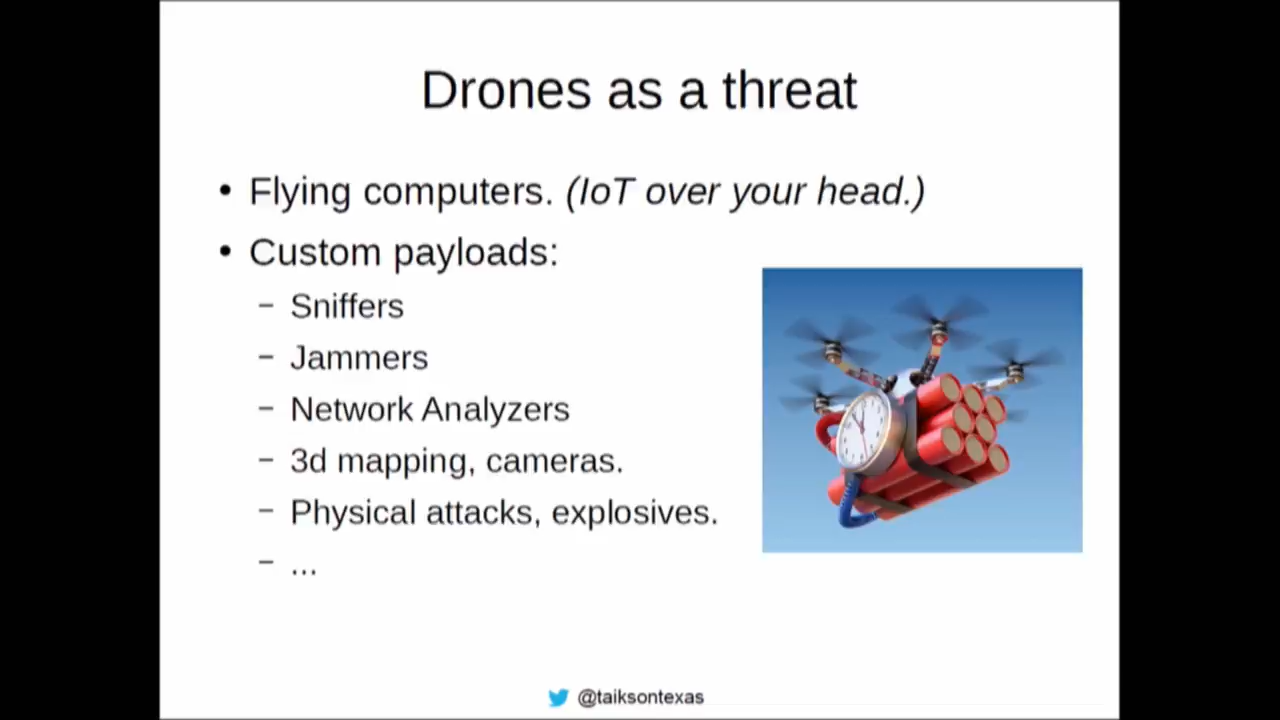 Drones as a threat
• Flying computers. (IoT over your head.)
• Custom payloads:
– Sniffers
– Jammers
– Network Analyzers
– 3d mapping, cameras.
– Physical attacks, explosives.
– ...
@taiksontexas